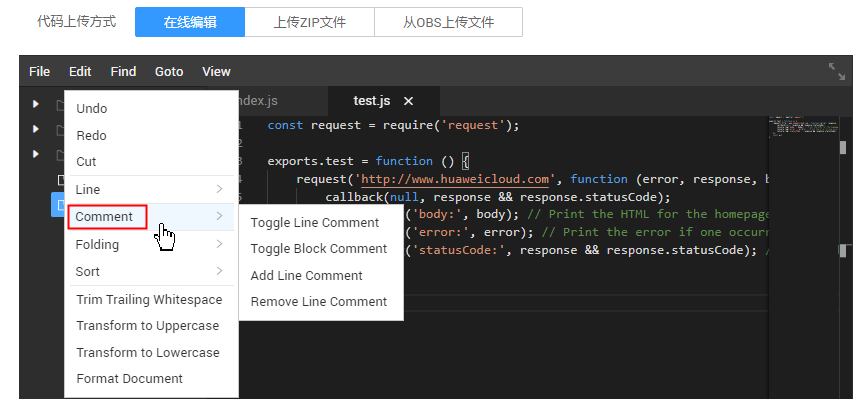 代码上传方式 在线编辑 上传ZIP文件 从OBS上传文件
File Edit Find Goto View
ndex.js test.js
Undo
Redo
Cut
Line
Comment
Folding
Sort
Trim Trailing Whitespace
Transform to Uppercase
Transform to Lowercase
Format Document
Toggle Line Comment
Toggle Block Comment
Add Line Comment
Remove Line Comment
1 const request = require('request');
2
3 exports.test = function () {
4 request('http://www.huaweicloud.com', function (error, response, b
5 callback(null, response && response.statusCode);
('body:', body); // Print the HTML for the homepage
('error:', error); // Print the error if one occurr
('statusCode:', response && response.statusCode); /